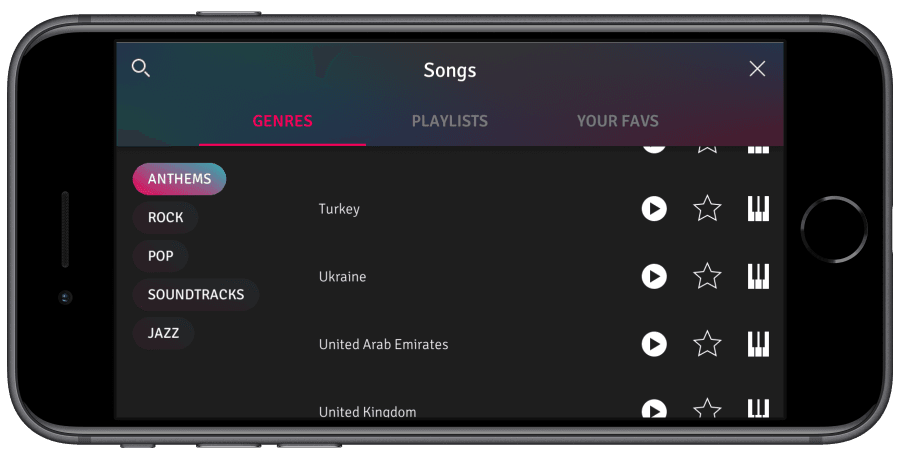 Songs
GENRES
PLAYLISTS
YOUR FAVS
ANTHEMS
ROCK
POP
SOUNDTRACKS
JAZZ
Turkey
Ukraine
United Arab Emirates
United Kingdom